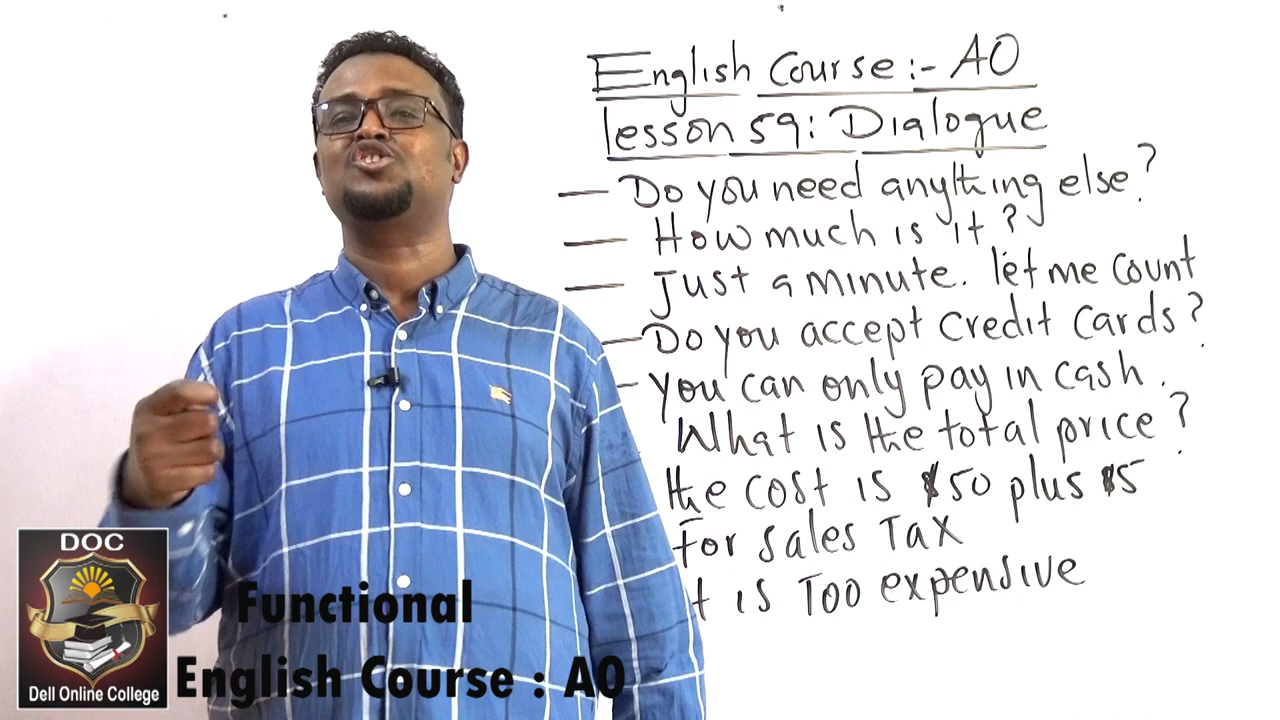 English Course :- A0
lesson 59: Dialogue
— Do you need anything else?
— How much is it?
— Just a minute. let me count
— Do you accept credit cards?
- you can only pay in cash.
What is the total price?
the cost is $50 plus $5
For sales Tax
t is Too expensive
DOC
Dell Online College
Functional
English Course : A0